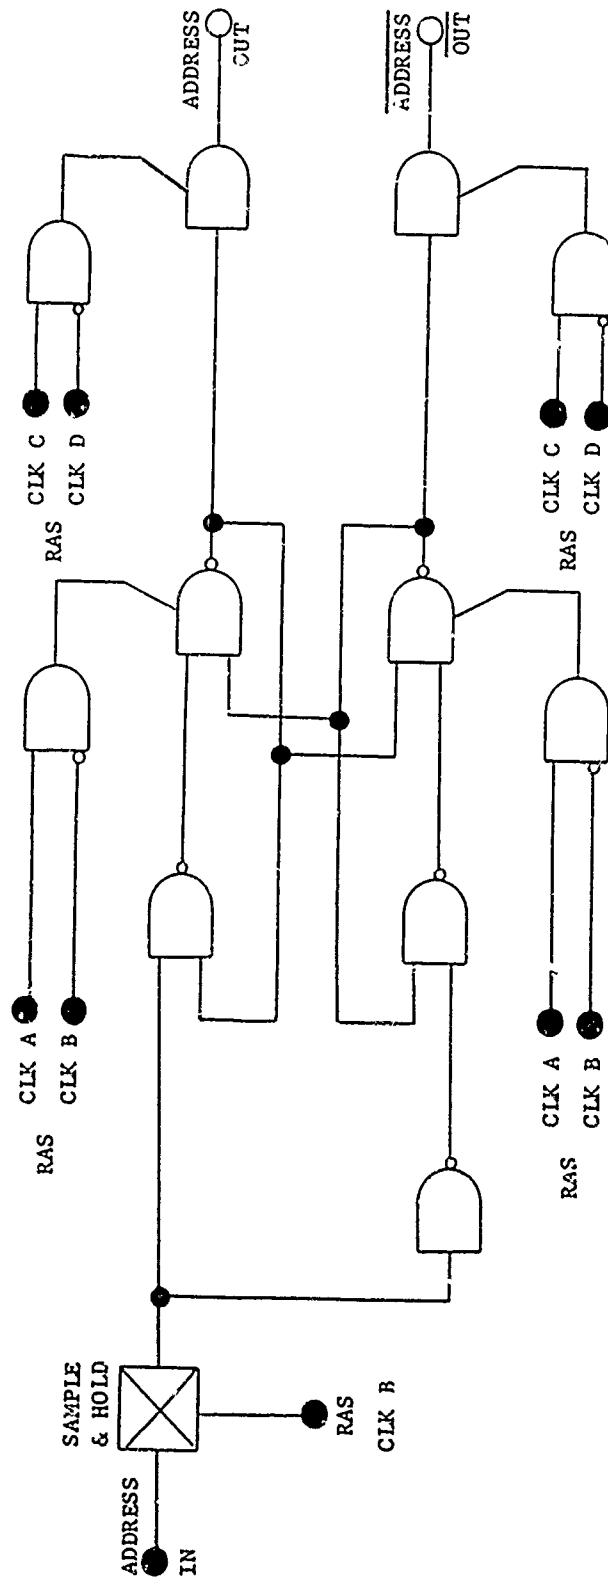 CLK A
RAS
CLK B
CLK C
RAS
CLK D
SAMPLE
& HOLD
ADDRESS
IN
ADDRESS
OUT
RAS
CLK B
ADDRESS
OUT
CLK A
RAS
CLK B
CLK C
RAS
CLK D